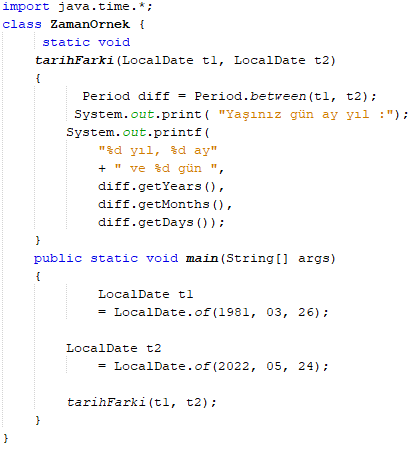 import java.time.*;
class ZamanOrnek {
static void
tarihFarki(LocalDate t1, LocalDate t2)
{
Period diff = Period.between(t1, t2);
System.out.print( "Yaşınız gün ay yıl :");
System.out.printf(
"%d yıl, %d ay"
+ " ve %d gün ",
diff.getYears(),
diff.getMonths(),
diff.getDays());
}
public static void main(String[] args)
{
LocalDate t1
= LocalDate.of(1981, 03, 26);
LocalDate t2
= LocalDate.of(2022, 05, 24);
tarihFarki(t1, t2);
}
}